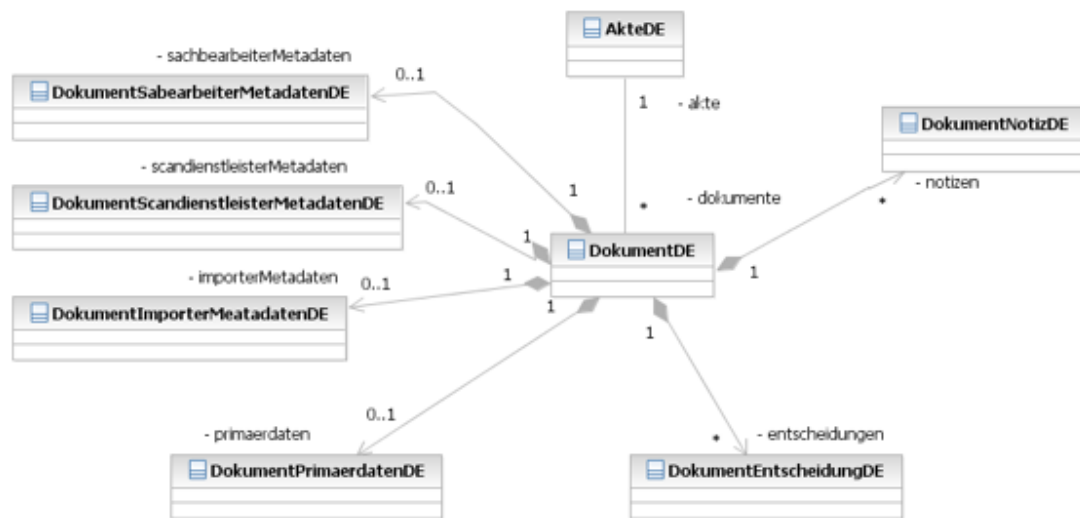 AkteDE
- sachbearbeiterMetadaten
0..1
DokumentSabearbeiterMetadatenDE
1
- akte
DokumentNotizDE
- scandienstleisterMetadaten
0..1
- notizen
DokumentScandienstleisterMetadatenDE
1
*
- dokumente
*
1
DokumentDE
- importerMetadaten
0..1
1
1
1
DokumentImporterMeatadatenDE
1
0..1
- primaerdaten
*
- entscheidungen
DokumentPrimaerdatenDE
DokumentEntscheidungDE